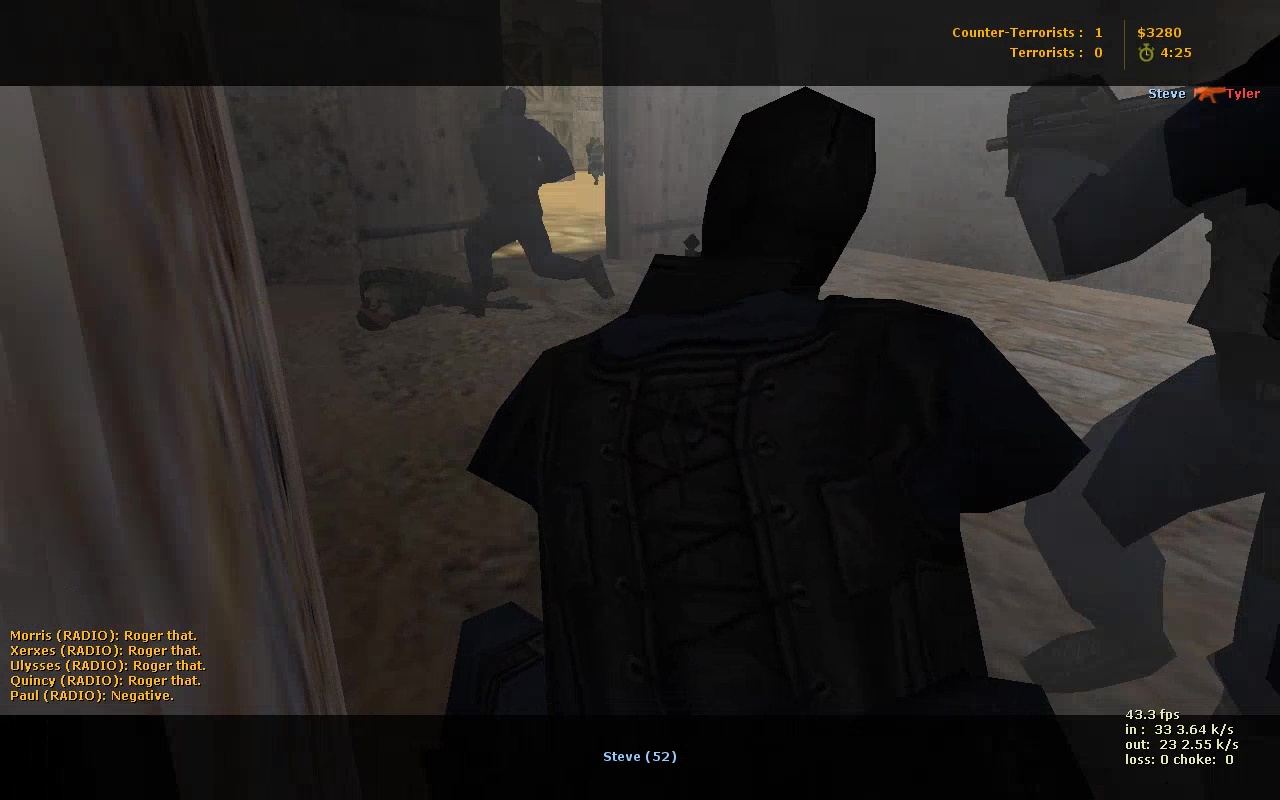 Counter-Terrorists : 1 $3280
Terrorists : 0 4:25
Steve Tyler
Morris (RADIO): Roger that.
Xerxes (RADIO): Roger that.
Ulysses (RADIO): Roger that.
Quincy (RADIO): Roger that.
Paul (RADIO): Negative.
43.3 fps
in : 33 3.64 k/s
out: 23 2.55 k/s
loss: 0 choke: 0
Steve (52)